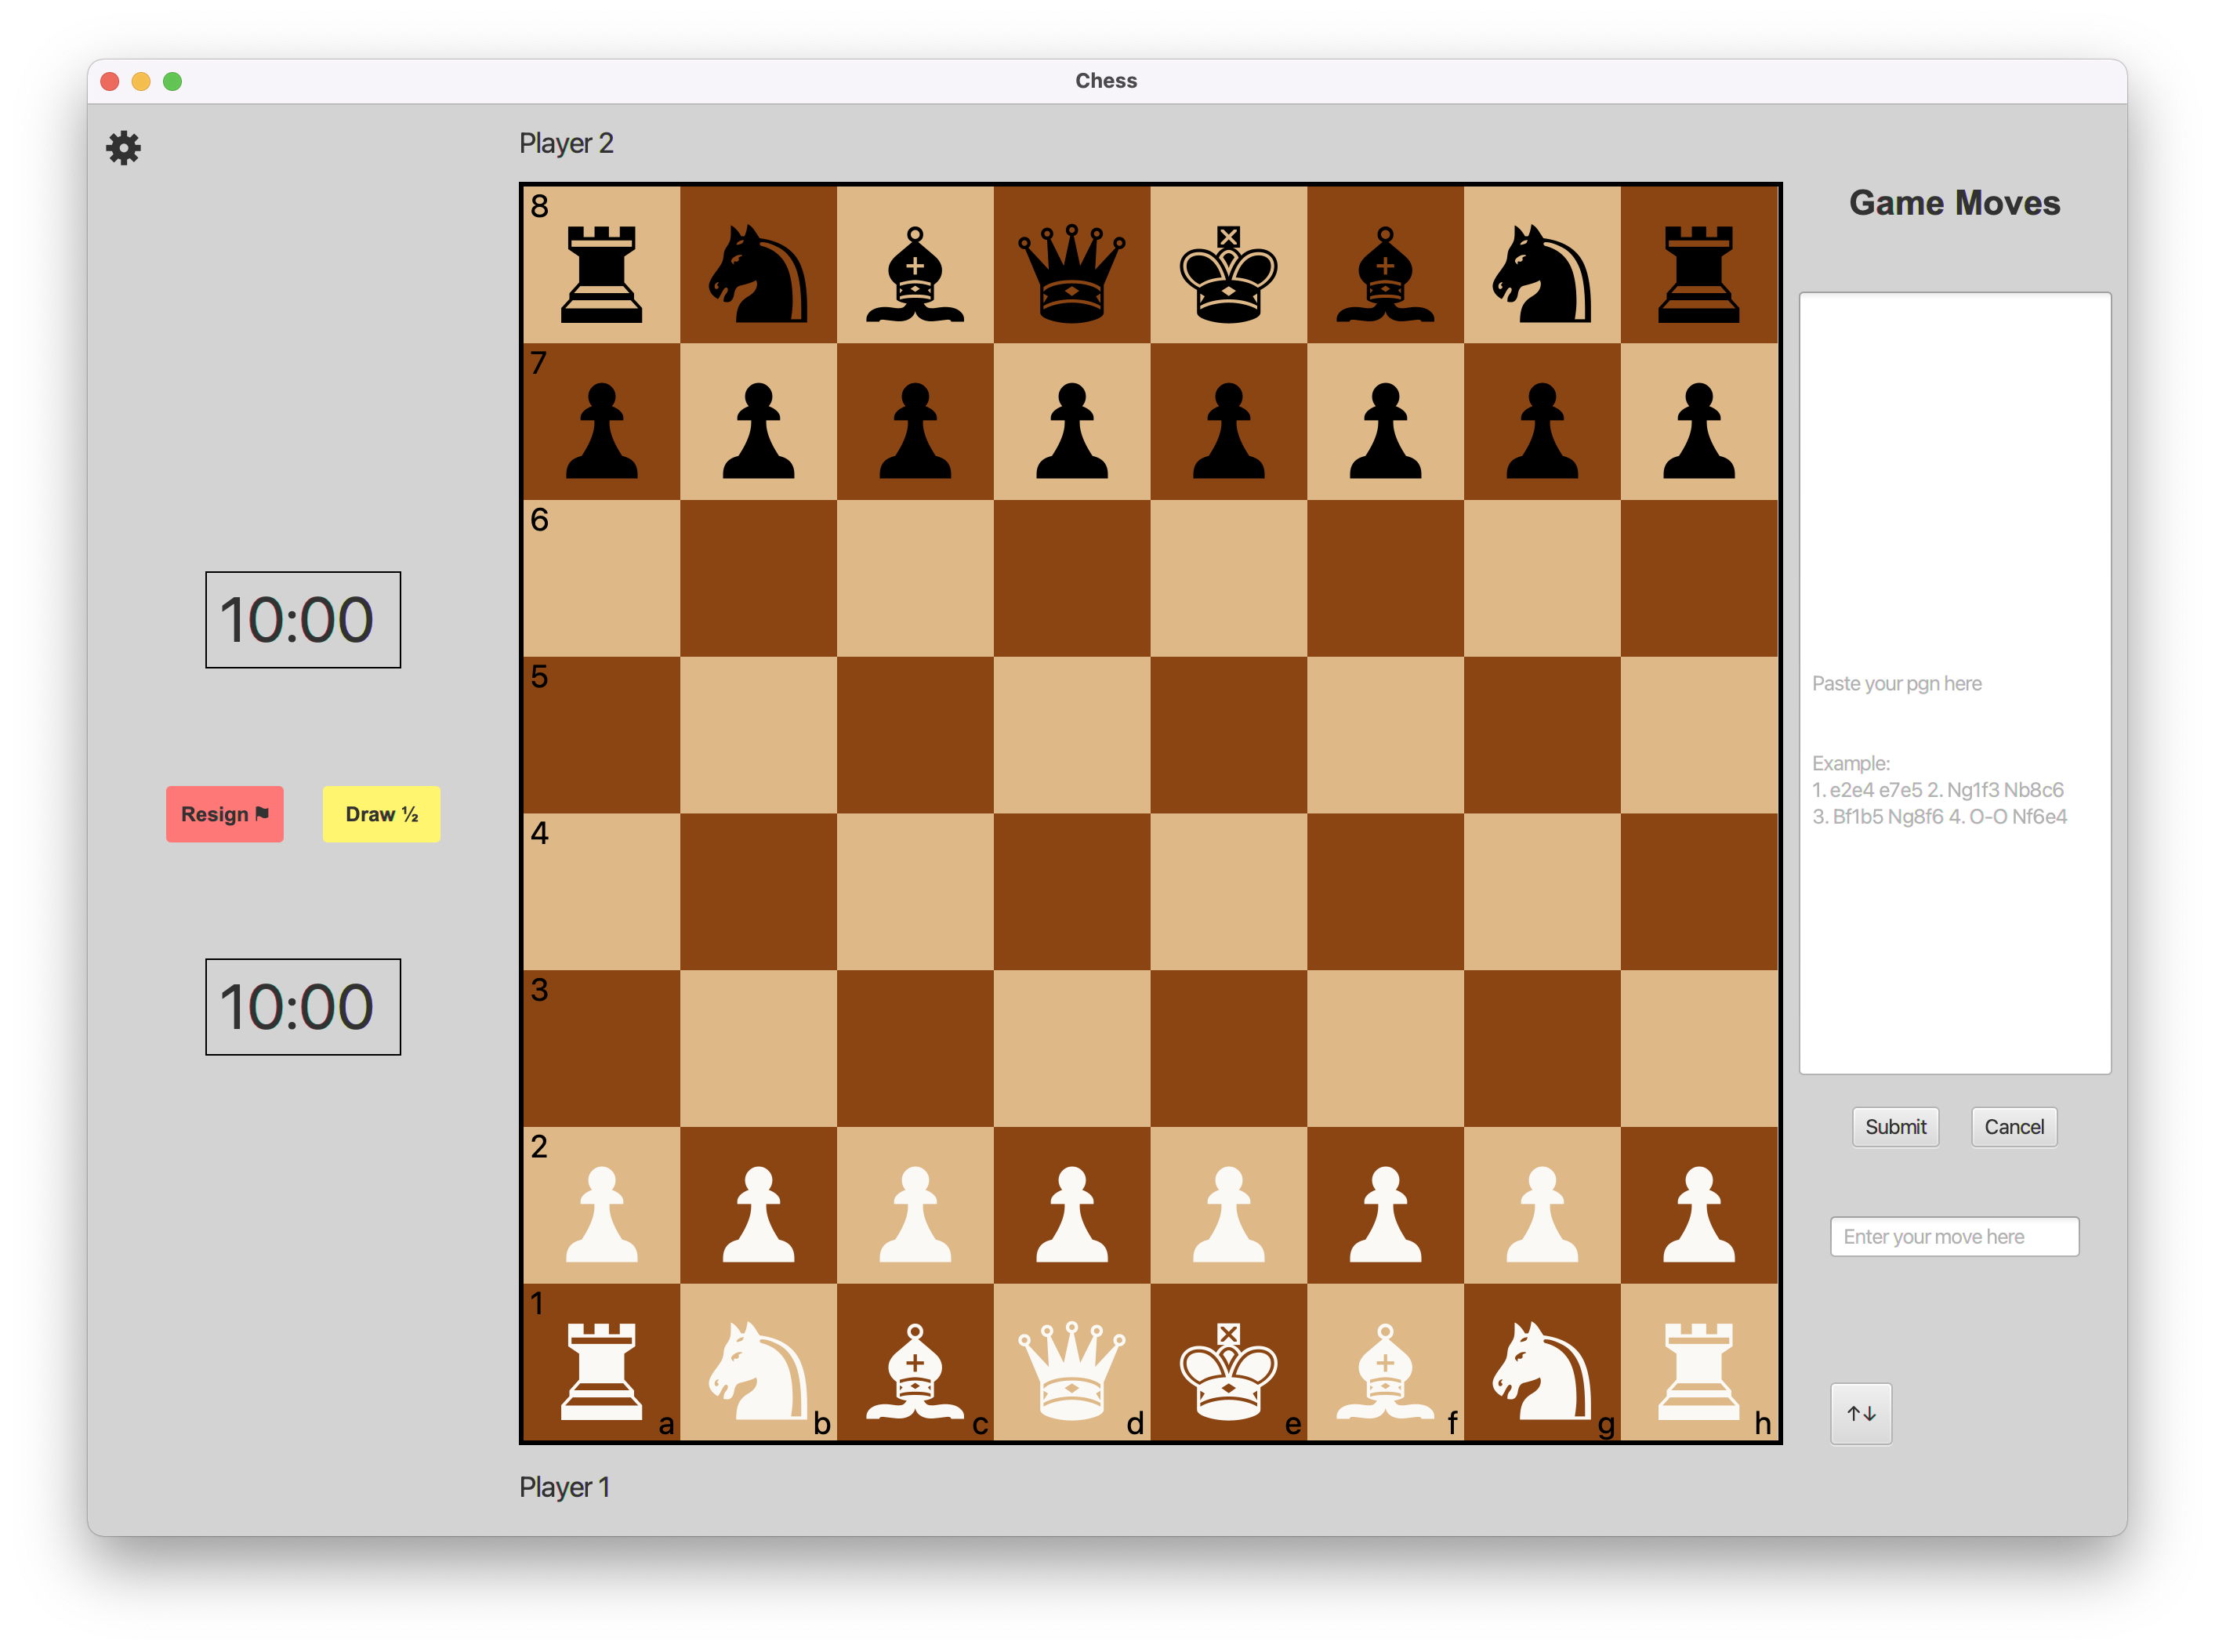 Chess
Player 2
Game Moves
8
7
6
5
4
3
2
1
a b c d e f g h
10:00
Resign ⚑
Draw ½
10:00
Paste your pgn here
Example:
1. e2e4 e7e5 2. Ng1f3 Nb8c6
3. Bf1b5 Ng8f6 4. O-O Nf6e4
Submit
Cancel
Enter your move here
↑↓
Player 1